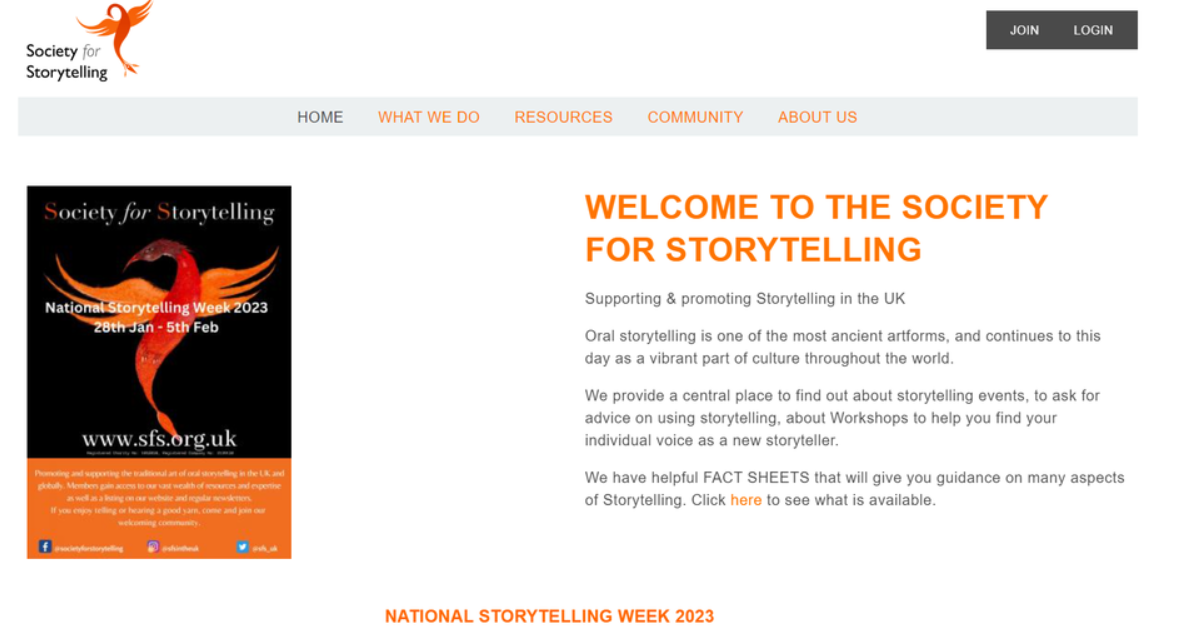 Society for
Storytelling
JOIN
LOGIN
HOME
WHAT WE DO
RESOURCES
COMMUNITY
ABOUT US
Society for Storytelling
National Storytelling Week 2023
28th Jan - 5th Feb
www.sfs.org.uk
Promoting and supporting the traditional art of oral storytelling in the UK and
globally. Members gain access to our vast wealth of resources and expertise
as well as a listing on our website and regular newsletters.
If you enjoy telling or hearing a good yarn, come and join our
welcoming community.
@societyforstorytelling
@sfsintheuk
@sfs_uk
WELCOME TO THE SOCIETY
FOR STORYTELLING
Supporting & promoting Storytelling in the UK
Oral storytelling is one of the most ancient artforms, and continues to this
day as a vibrant part of culture throughout the world.
We provide a central place to find out about storytelling events, to ask for
advice on using storytelling, about Workshops to help you find your
individual voice as a new storyteller.
We have helpful FACT SHEETS that will give you guidance on many aspects
of Storytelling. Click here to see what is available.
NATIONAL STORYTELLING WEEK 2023